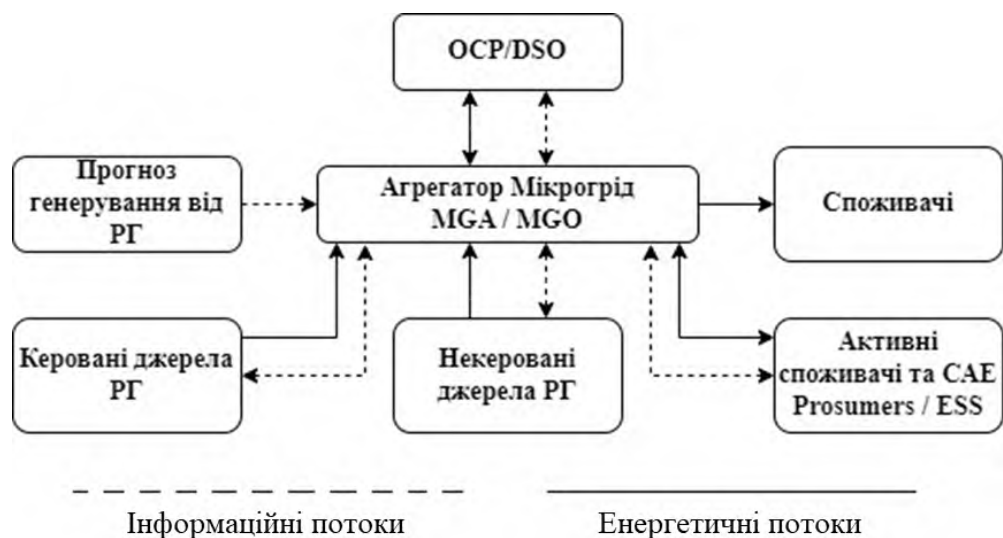 ОСР/DSO
Прогноз
генерування від
РГ
Агрегатор Мікрогрід
MGA / MGO
Споживачі
Керовані джерела
РГ
Некеровані
джерела РГ
Активні
споживачі та САЕ
Prosumers / ESS
Інформаційні потоки
Енергетичні потоки